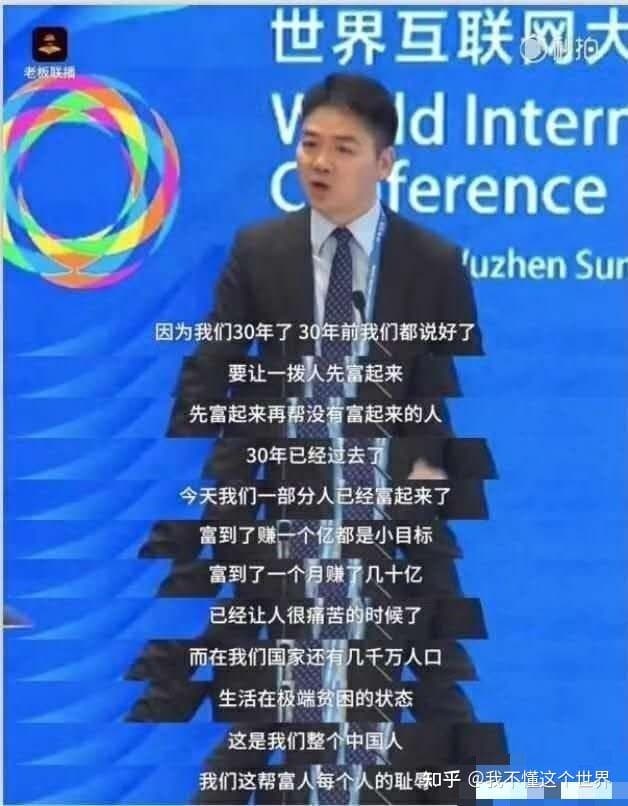 世界互联网大
秒拍
老板联播
World Intern
Conference
Wuzhen Sum
因为我们30年了 30年前我们都说好了
要让一拨人先富起来
先富起来再帮没有富起来的人
30年已经过去了
今天我们一部分人已经富起来了
富到了赚一个亿都是小目标
富到了一个月赚了几十亿
已经让人很痛苦的时候了
而在我们国家还有几千万人口
生活在极端贫困的状态
这是我们整个中国人
我们这帮富人每个人的耻辱
知乎 @我不懂这个世界